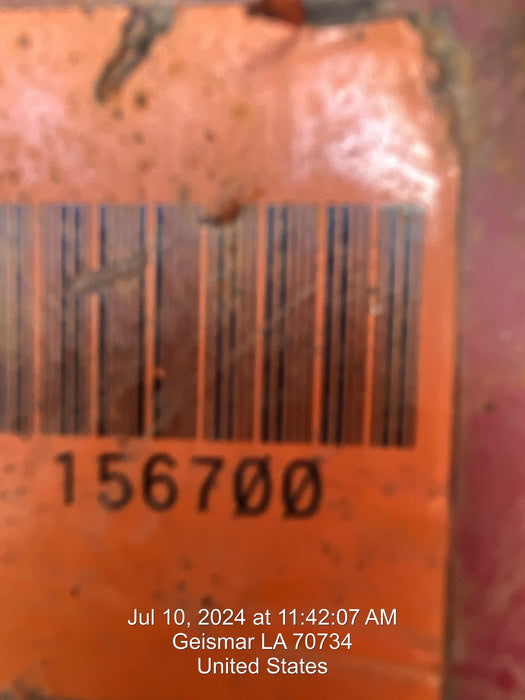 156700
Jul 10, 2024 at 11:42:07 AM
Geismar LA 70734
United States